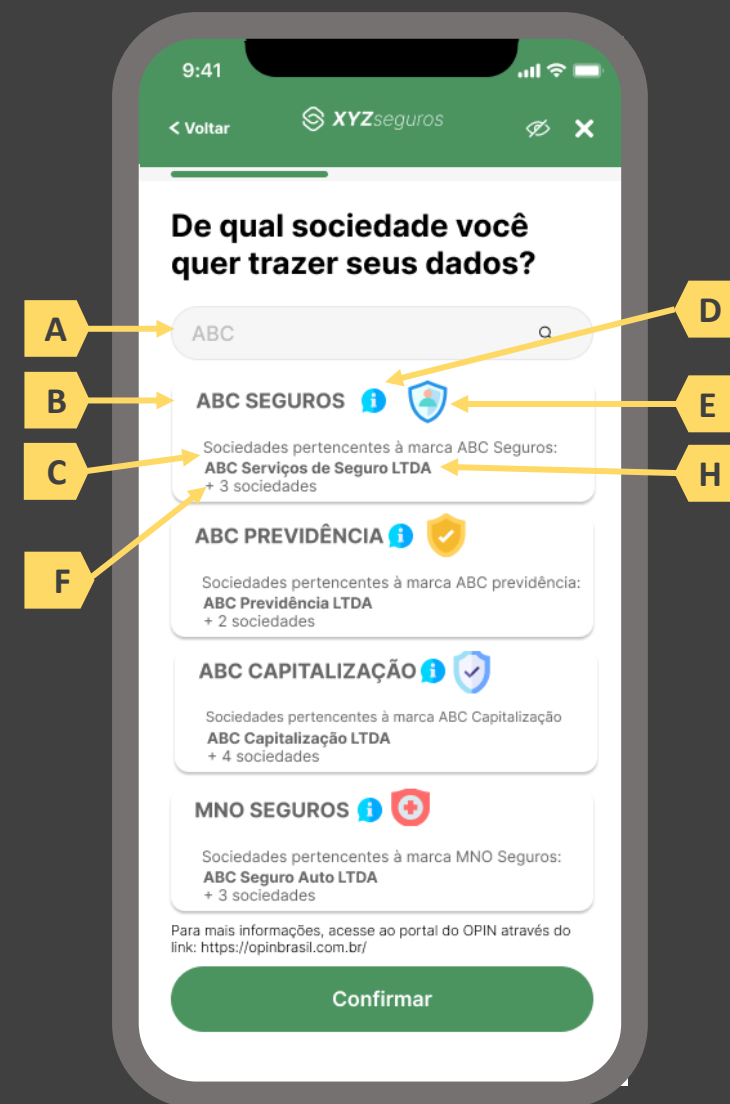 9:41
< Voltar
XYZseguros
De qual sociedade você
quer trazer seus dados?
A
ABC
D
B
ABC SEGUROS
E
C
Sociedades pertencentes à marca ABC Seguros:
ABC Serviços de Seguro LTDA
H
+ 3 sociedades
F
ABC PREVIDÊNCIA
Sociedades pertencentes à marca ABC previdência:
ABC Previdência LTDA
+ 2 sociedades
ABC CAPITALIZAÇÃO
Sociedades pertencentes à marca ABC Capitalização
ABC Capitalização LTDA
+ 4 sociedades
MNO SEGUROS
Sociedades pertencentes à marca MNO Seguros:
ABC Seguro Auto LTDA
+ 3 sociedades
Para mais informações, acesse ao portal do OPIN através do
link: https://opinbrasil.com.br/
Confirmar